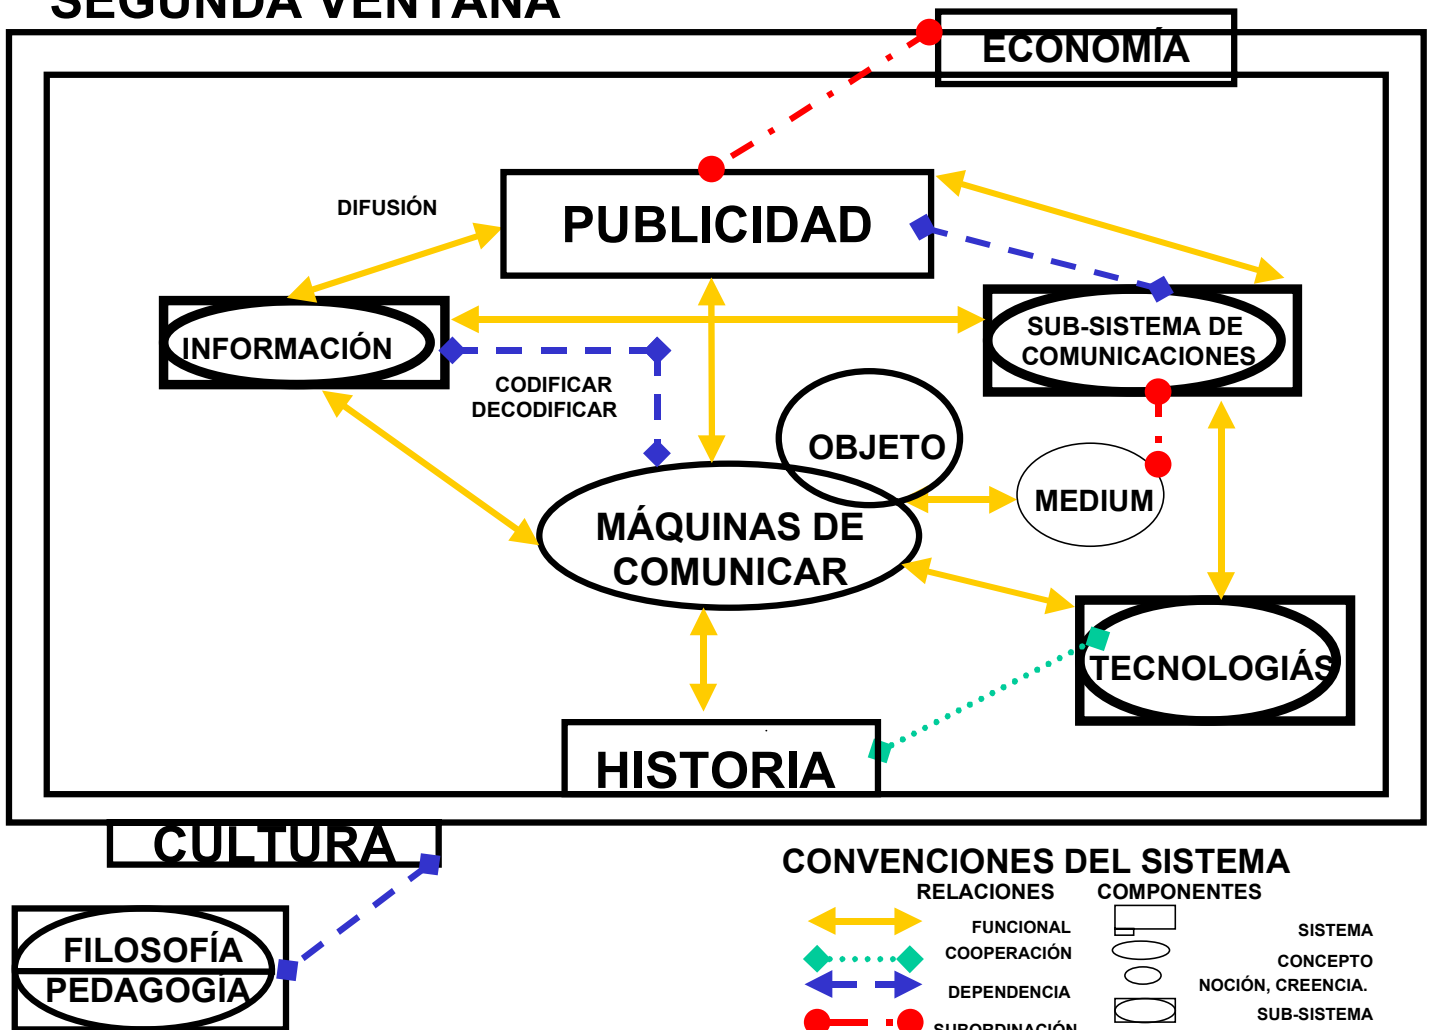 SEGUNDA VENTANA
ECONOMÍA
DIFUSIÓN
PUBLICIDAD
INFORMACIÓN
SUB-SISTEMA DE
COMUNICACIONES
CODIFICAR
DECODIFICAR
OBJETO
MEDIUM
MÁQUINAS DE
COMUNICAR
TECNOLOGIÁS
HISTORIA
CULTURA
FILOSOFÍA
PEDAGOGÍA
CONVENCIONES DEL SISTEMA
RELACIONES COMPONENTES
FUNCIONAL
SISTEMA
COOPERACIÓN
CONCEPTO
NOCIÓN, CREENCIA.
DEPENDENCIA
SUB-SISTEMA
SUBORDINACIÓN